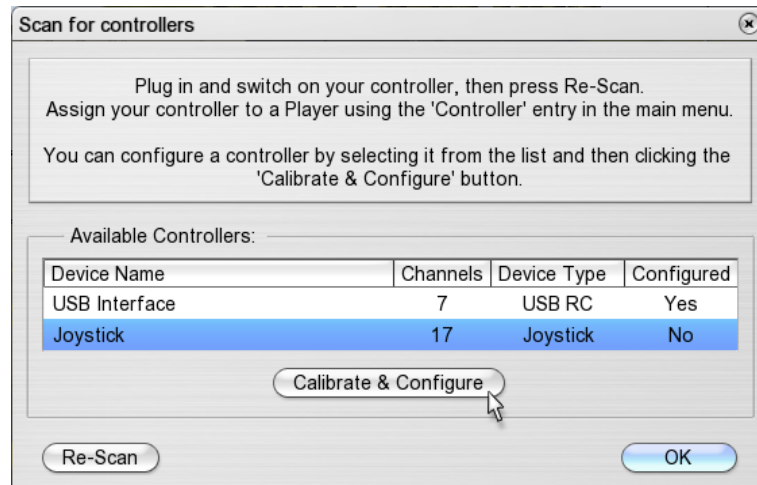 Scan for controllers
Plug in and switch on your controller, then press Re-Scan.
Assign your controller to a Player using the 'Controller' entry in the main menu.
You can configure a controller by selecting it from the list and then clicking the
'Calibrate & Configure' button.
Available Controllers:
Device Name Channels Device Type Configured
USB Interface 7 USB RC Yes
Joystick 17 Joystick No
Calibrate & Configure
Re-Scan OK